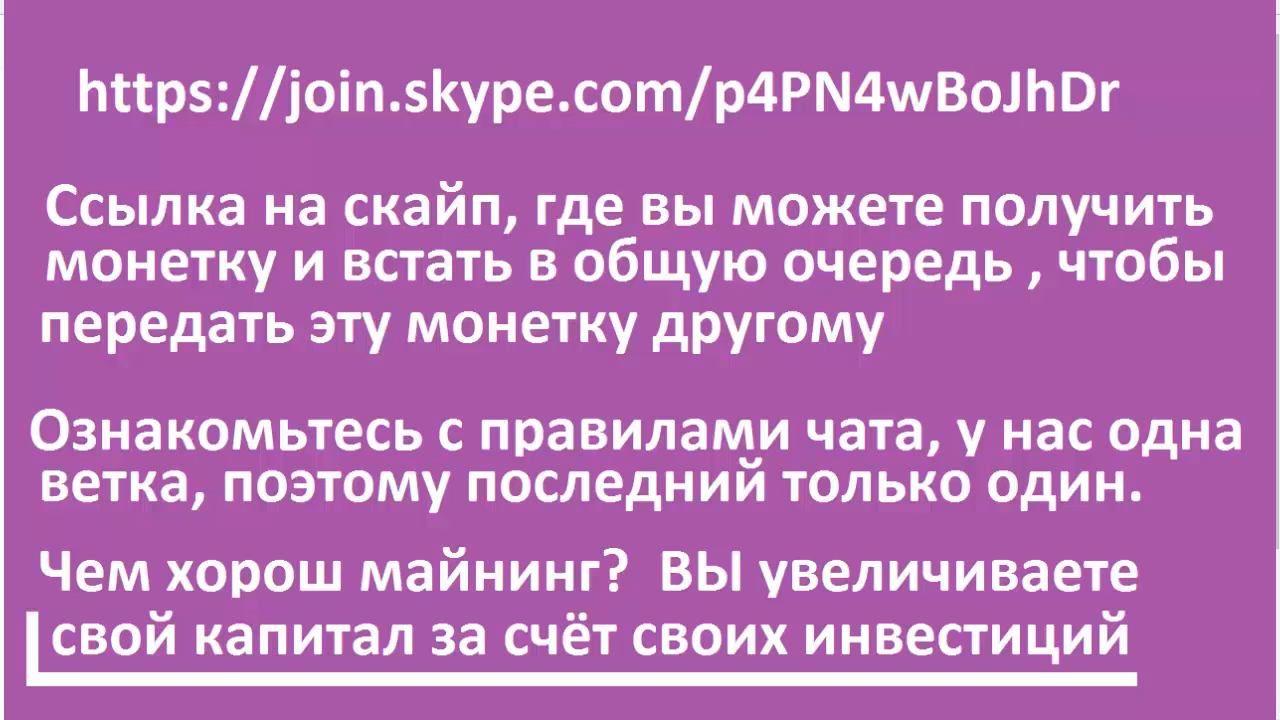 https://join.skype.com/p4PN4wBoJhDr
Ссылка на скайп, где вы можете получить
монетку и встать в общую очередь , чтобы
передать эту монетку другому
Ознакомьтесь с правилами чата, у нас одна
ветка, поэтому последний только один.
Чем хорош майнинг? ВЫ увеличиваете
свой капитал за счёт своих инвестиций